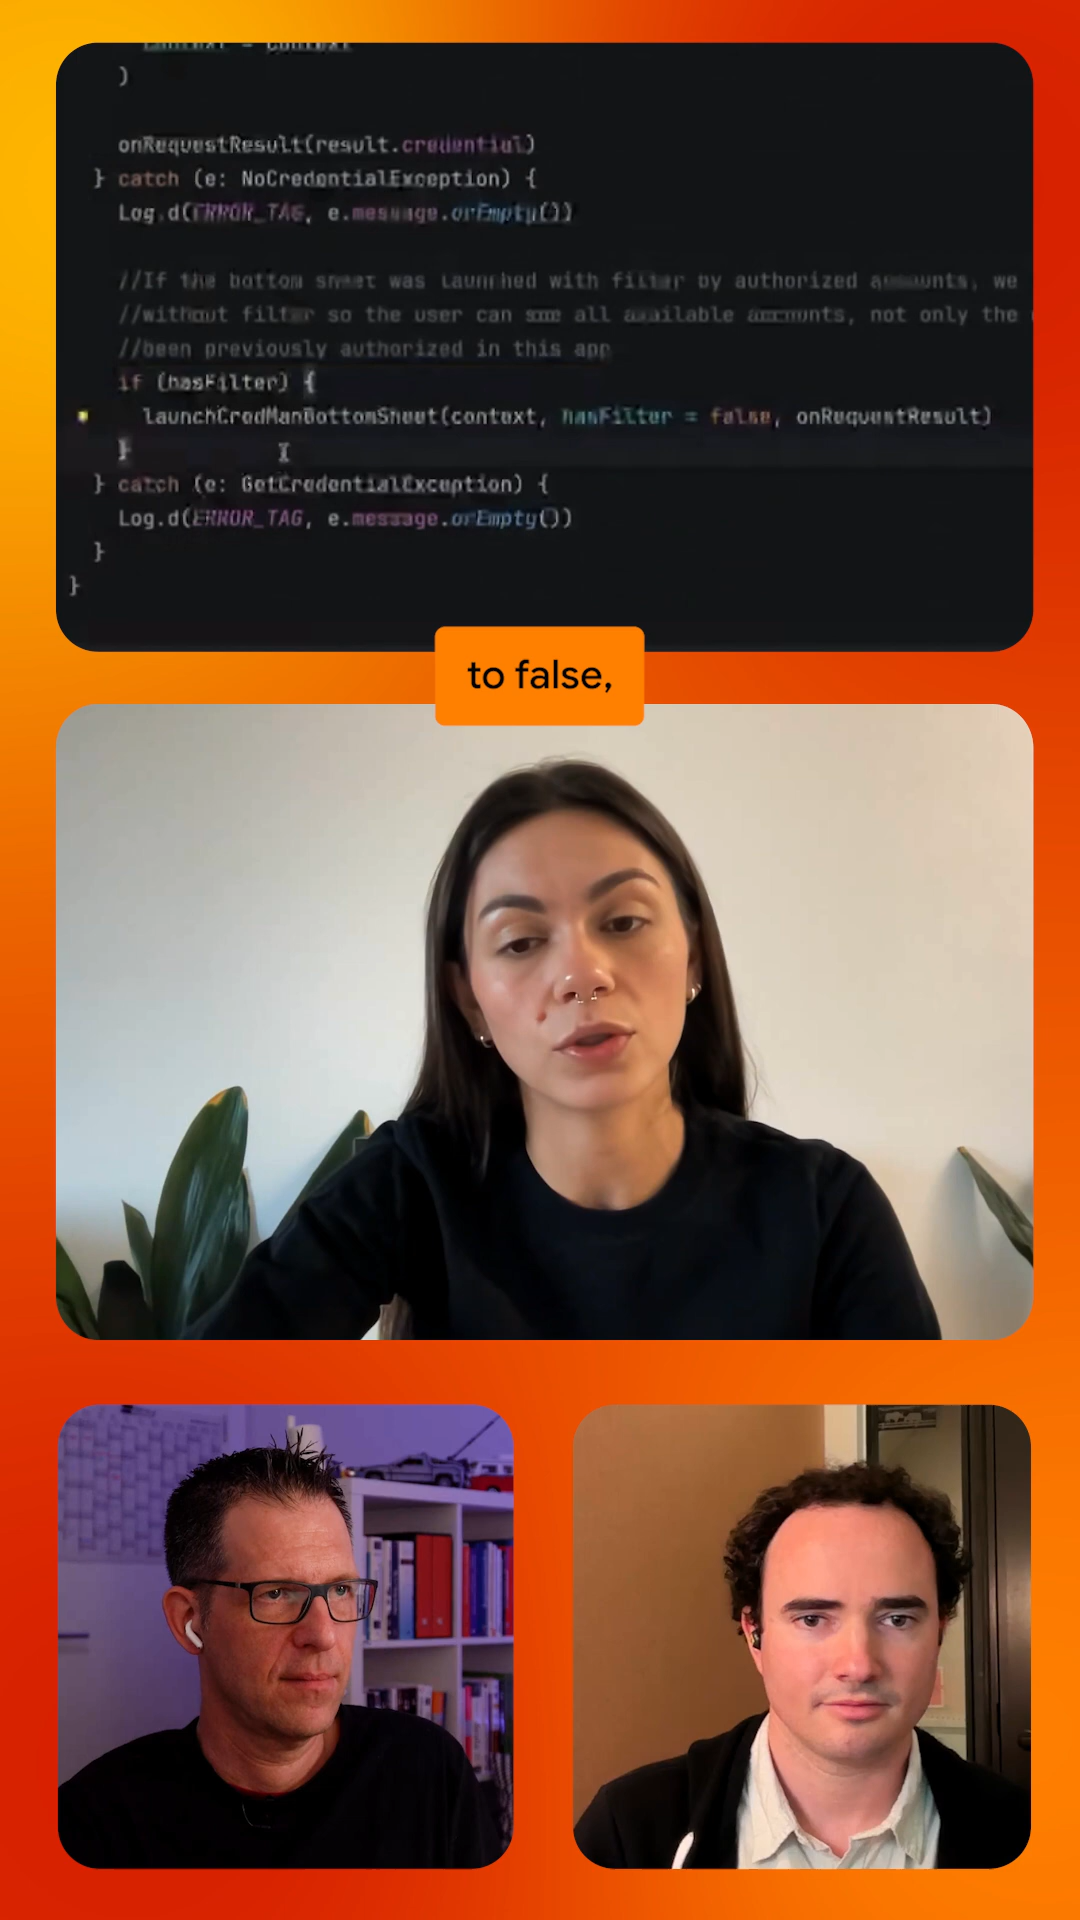 context = context
)
onRequestResult(result.credential)
} catch (e: NoCredentialException) {
Log.d(ERROR_TAG, e.message.orEmpty())
//If the bottom sheet was launched with filter by authorized accounts, we
//without filter so the user can see all available accounts, not only the
//been previously authorized in this app
if (hasFilter) {
launchCredManBottomSheet(context, hasFilter = false, onRequestResult)
}
} catch (e: GetCredentialException) {
Log.d(ERROR_TAG, e.message.orEmpty())
}
}
to false,